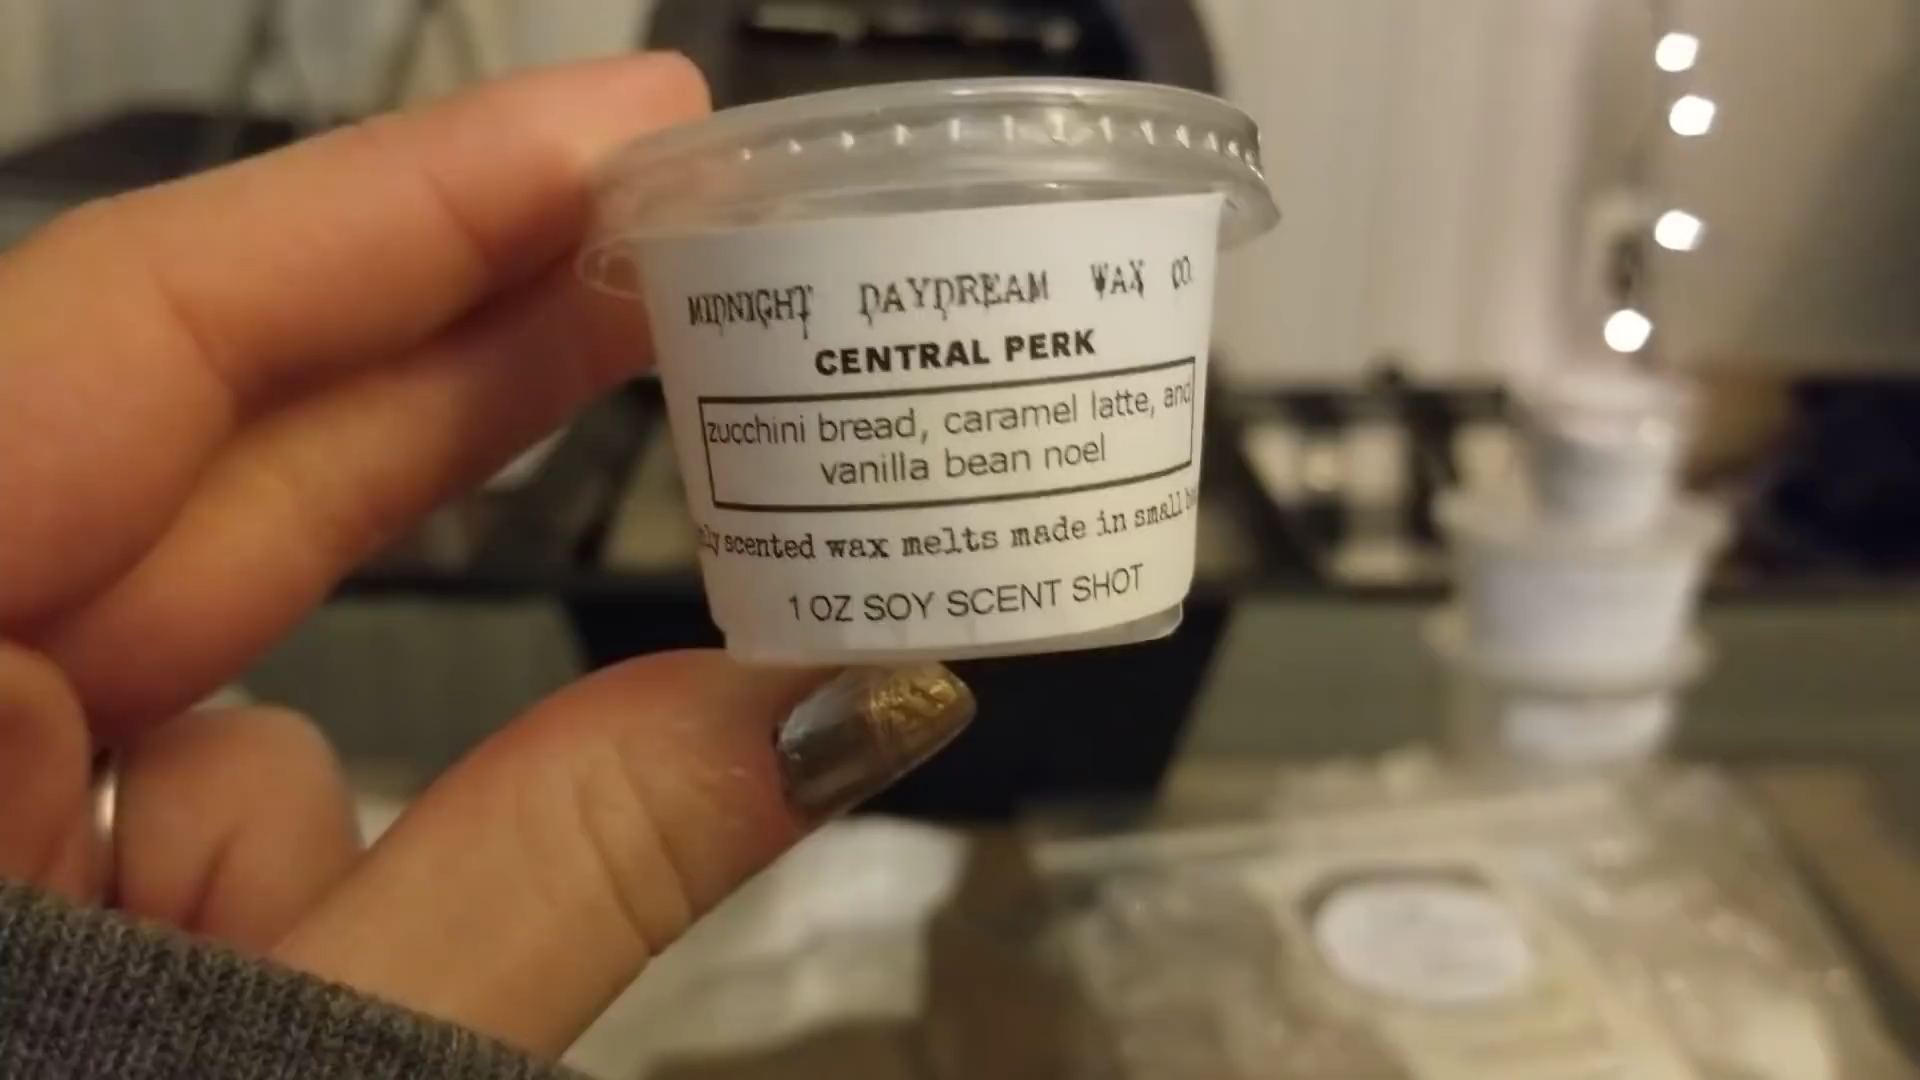 MIDNIGHT DAYDREAM WAX CO.
CENTRAL PERK
zucchini bread, caramel latte, and
vanilla bean noel
scented wax melts made in small
1 OZ SOY SCENT SHOT